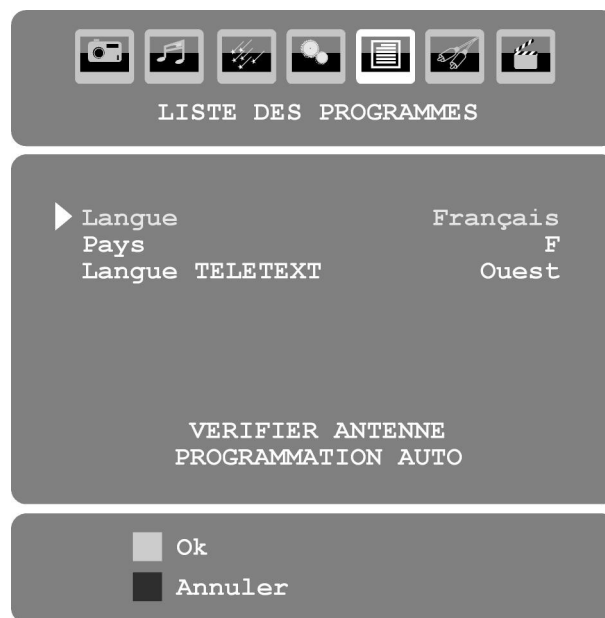 LISTE DES PROGRAMMES
Langue Français
Pays F
Langue TELETEXT Ouest
VERIFIER ANTENNE
PROGRAMMATION AUTO
Ok
Annuler